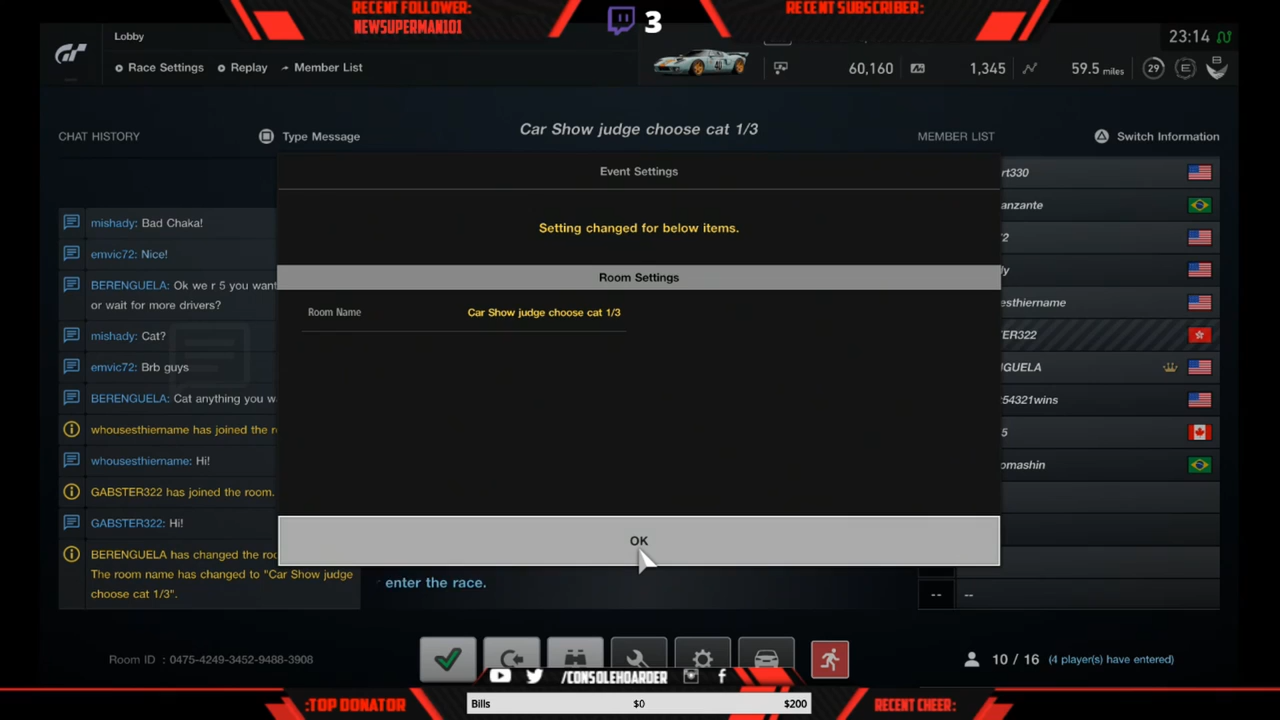 RECENT FOLLOWER:
NEWSUPERMAN101
3
RECENT SUBSCRIBER:
Lobby
23:14
Race Settings
Replay
Member List
60,160
1,345
59.5 miles
29
E
CHAT HISTORY
Type Message
Car Show judge choose cat 1/3
MEMBER LIST
Switch Information
Event Settings
Setting changed for below items.
Room Settings
Room Name
Car Show judge choose cat 1/3
OK
mishady: Bad Chaka!
emvic72: Nice!
BERENGUELA: Ok we r 5 you want
or wait for more drivers?
mishady: Cat?
emvic72: Brb guys
BERENGUELA: Cat anything you w
whousesthiername has joined the r
whousesthiername: Hi!
GABSTER322 has joined the room.
GABSTER322: Hi!
BERENGUELA has changed the roo
The room name has changed to "Car Show judge
choose cat 1/3".
rt330
anzante
2
y
esthiername
ER322
GUELA
54321wins
5
omashin
-- --
enter the race.
Room ID : 0475-4249-3452-9488-3908
10 / 16 (4 player(s) have entered)
/CONSOLEHOARDER
:TOP DONATOR
Bills $0 $200
RECENT CHEER: